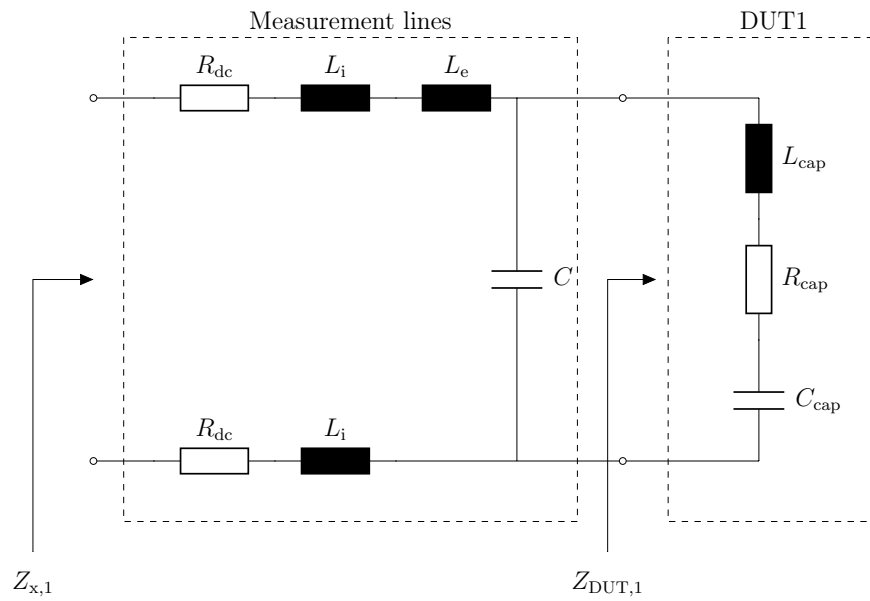 Measurement lines
DUT1
R_dc
L_i
L_e
L_cap
C
R_cap
C_cap
R_dc
L_i
Z_x,1
Z_DUT,1